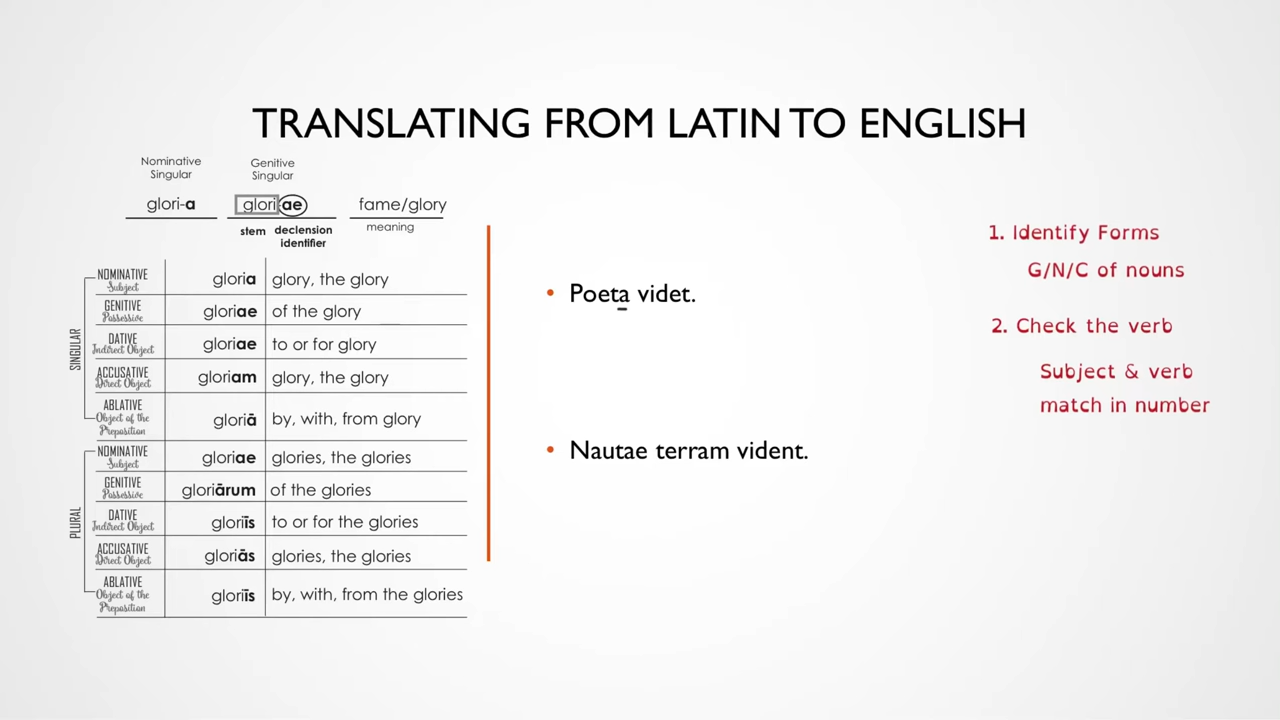 TRANSLATING FROM LATIN TO ENGLISH
Nominative
Singular
Genitive
Singular
glori-a
gloriae
fame/glory
stem
declension
identifier
meaning
SINGULAR
NOMINATIVE
Subject
gloria
glory, the glory
GENITIVE
Possessive
gloriae
of the glory
DATIVE
Indirect Object
gloriae
to or for glory
ACCUSATIVE
Direct Object
gloriam
glory, the glory
ABLATIVE
Object of the
Preposition
gloriā
by, with, from glory
PLURAL
NOMINATIVE
Subject
gloriae
glories, the glories
GENITIVE
Possessive
gloriārum
of the glories
DATIVE
Indirect Object
gloriīs
to or for the glories
ACCUSATIVE
Direct Object
gloriās
glories, the glories
ABLATIVE
Object of the
Preposition
gloriīs
by, with, from the glories
• Poeta videt.
• Nautae terram vident.
1. Identify Forms
G/N/C of nouns
2. Check the verb
Subject & verb
match in number